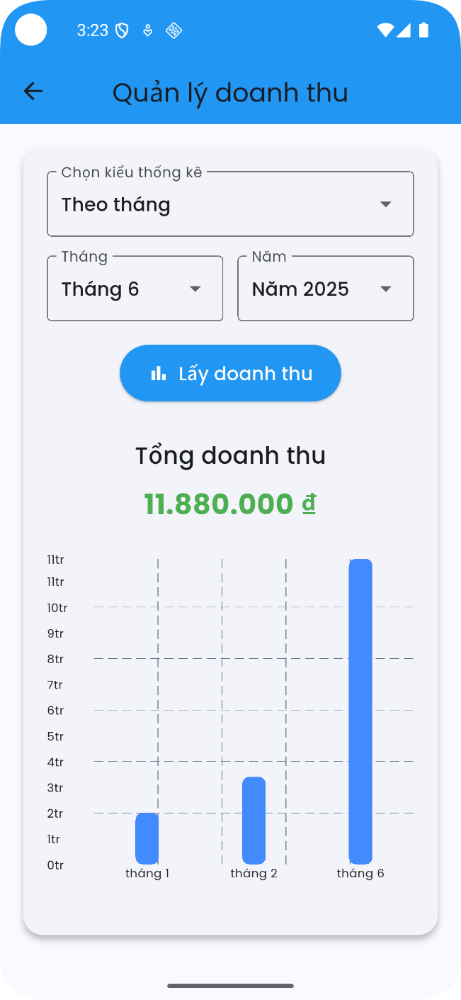 3:23
Quản lý doanh thu
Chọn kiểu thống kê
Theo tháng
Tháng
Năm
Tháng 6
Năm 2025
Lấy doanh thu
Tổng doanh thu
11.880.000 ₫
11tr
11tr
10tr
9tr
8tr
7tr
6tr
5tr
4tr
3tr
2tr
1tr
0tr
tháng 1
tháng 2
tháng 6